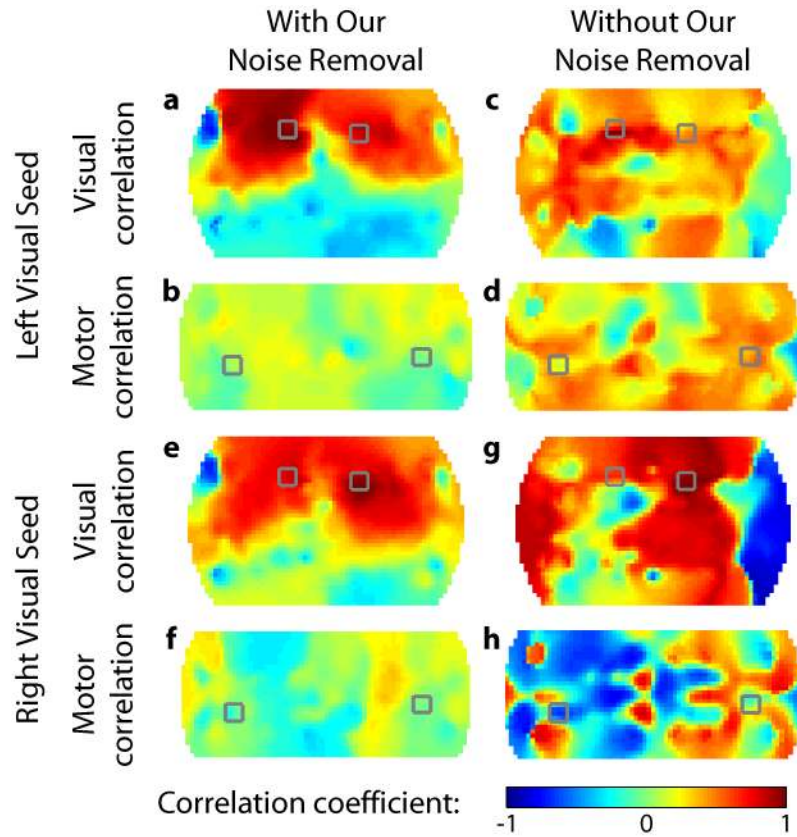 With Our
Noise Removal
Without Our
Noise Removal
Left Visual Seed
Visual
correlation
a
c
Motor
correlation
b
d
Right Visual Seed
Visual
correlation
e
g
Motor
correlation
f
h
Correlation coefficient:
-1
0
1